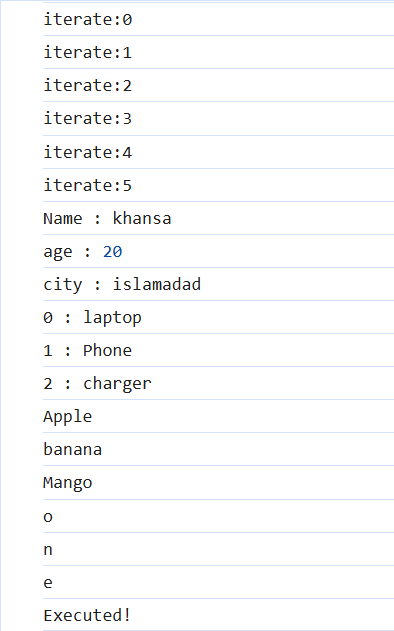 iterate:0
iterate:1
iterate:2
iterate:3
iterate:4
iterate:5
Name : khansa
age : 20
city : islamadad
0 : laptop
1 : Phone
2 : charger
Apple
banana
Mango
o
n
e
Executed!